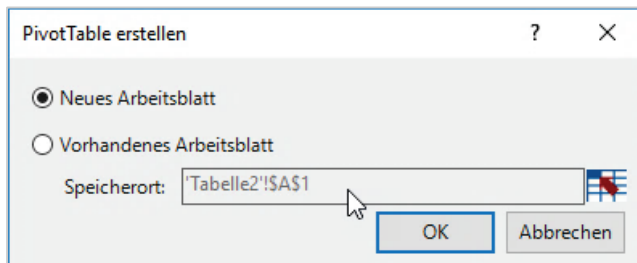 PivotTable erstellen ? ×
Neues Arbeitsblatt
Vorhandenes Arbeitsblatt
Speicherort: 'Tabelle2'!$A$1
OK Abbrechen